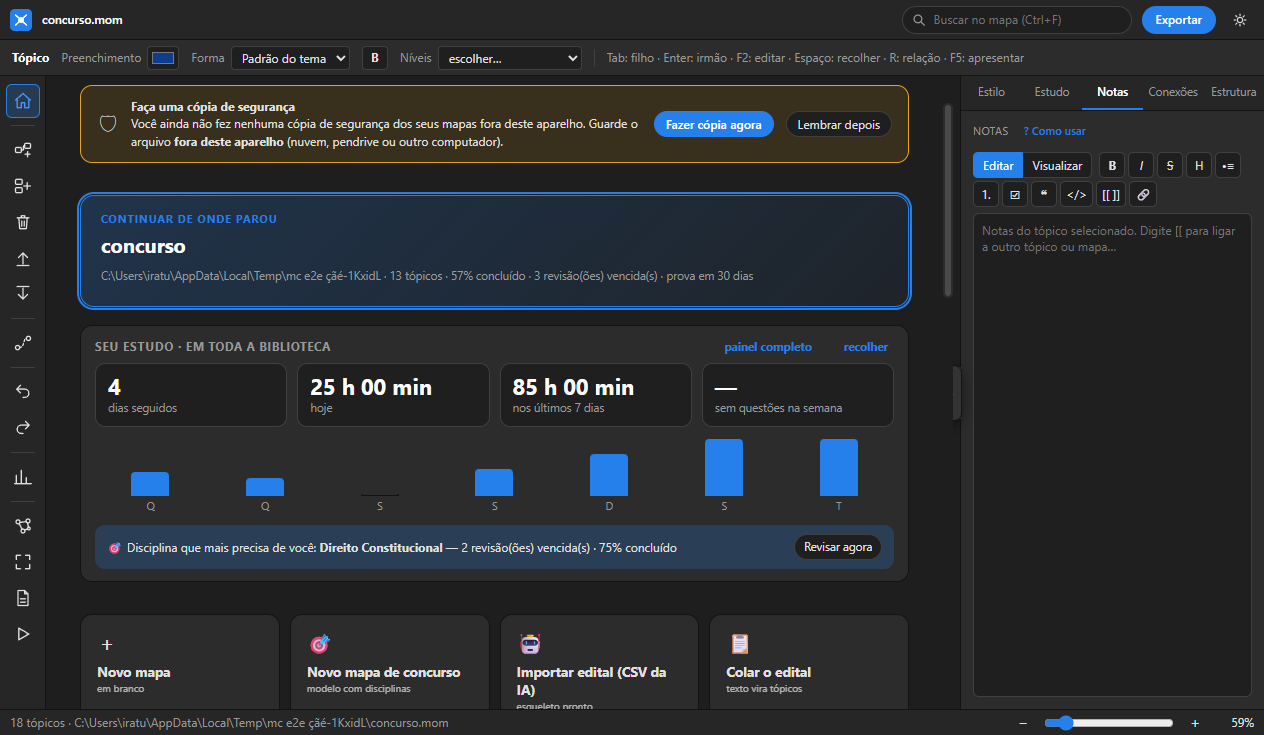 concurso.mom
Buscar no mapa (Ctrl+F)
Exportar
Tópico
Preenchimento
Forma
Padrão do tema
B
Níveis
escolher...
Tab: filho · Enter: irmão · F2: editar · Espaço: recolher · R: relação · F5: apresentar
Faça uma cópia de segurança
Você ainda não fez nenhuma cópia de segurança dos seus mapas fora deste aparelho. Guarde o
arquivo fora deste aparelho (nuvem, pendrive ou outro computador).
Fazer cópia agora
Lembrar depois
CONTINUAR DE ONDE PAROU
concurso
C:\Users\iratu\AppData\Local\Temp\mc e2e çãé-1KxidL · 13 tópicos · 57% concluído · 3 revisão(ões) vencida(s) · prova em 30 dias
SEU ESTUDO · EM TODA A BIBLIOTECA
painel completo
recolher
4
dias seguidos
25 h 00 min
hoje
85 h 00 min
nos últimos 7 dias
—
sem questões na semana
Q
Q
S
S
D
S
T
Disciplina que mais precisa de você: Direito Constitucional — 2 revisão(ões) vencida(s) · 75% concluído
Revisar agora
+
Novo mapa
em branco
Novo mapa de concurso
modelo com disciplinas
Importar edital (CSV da
IA)
esqueleto pronto
Colar o edital
texto vira tópicos
Estilo
Estudo
Notas
Conexões
Estrutura
NOTAS
? Como usar
Editar
Visualizar
B
I
S
H
•≡
1.
☑
❝
</>
[[ ]]
Notas do tópico selecionado. Digite [[ para ligar
a outro tópico ou mapa...
18 tópicos · C:\Users\iratu\AppData\Local\Temp\mc e2e çãé-1KxidL\concurso.mom
−
+
59%